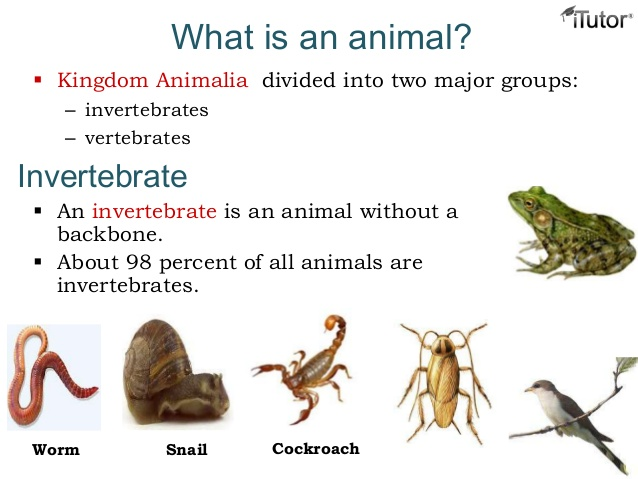 iTutor
What is an animal?
▪ Kingdom Animalia divided into two major groups:
– invertebrates
– vertebrates
Invertebrate
▪ An invertebrate is an animal without a
backbone.
▪ About 98 percent of all animals are
invertebrates.
Worm
Snail
Cockroach